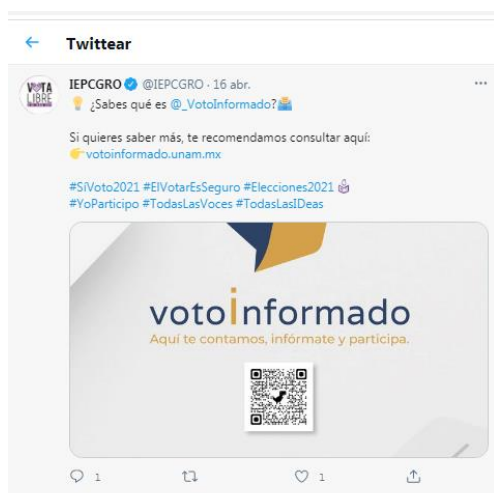 Twittear
VOTA
LIBRE
IEPCGRO @IEPCGRO · 16 abr.
¿Sabes qué es @_VotoInformado?
Si quieres saber más, te recomendamos consultar aquí:
votoinformado.unam.mx
#SíVoto2021 #ElVotarEsSeguro #Elecciones2021
#YoParticipo #TodasLasVoces #TodasLasIDeas
votoInformado
Aquí te contamos, infórmate y participa.
1 1